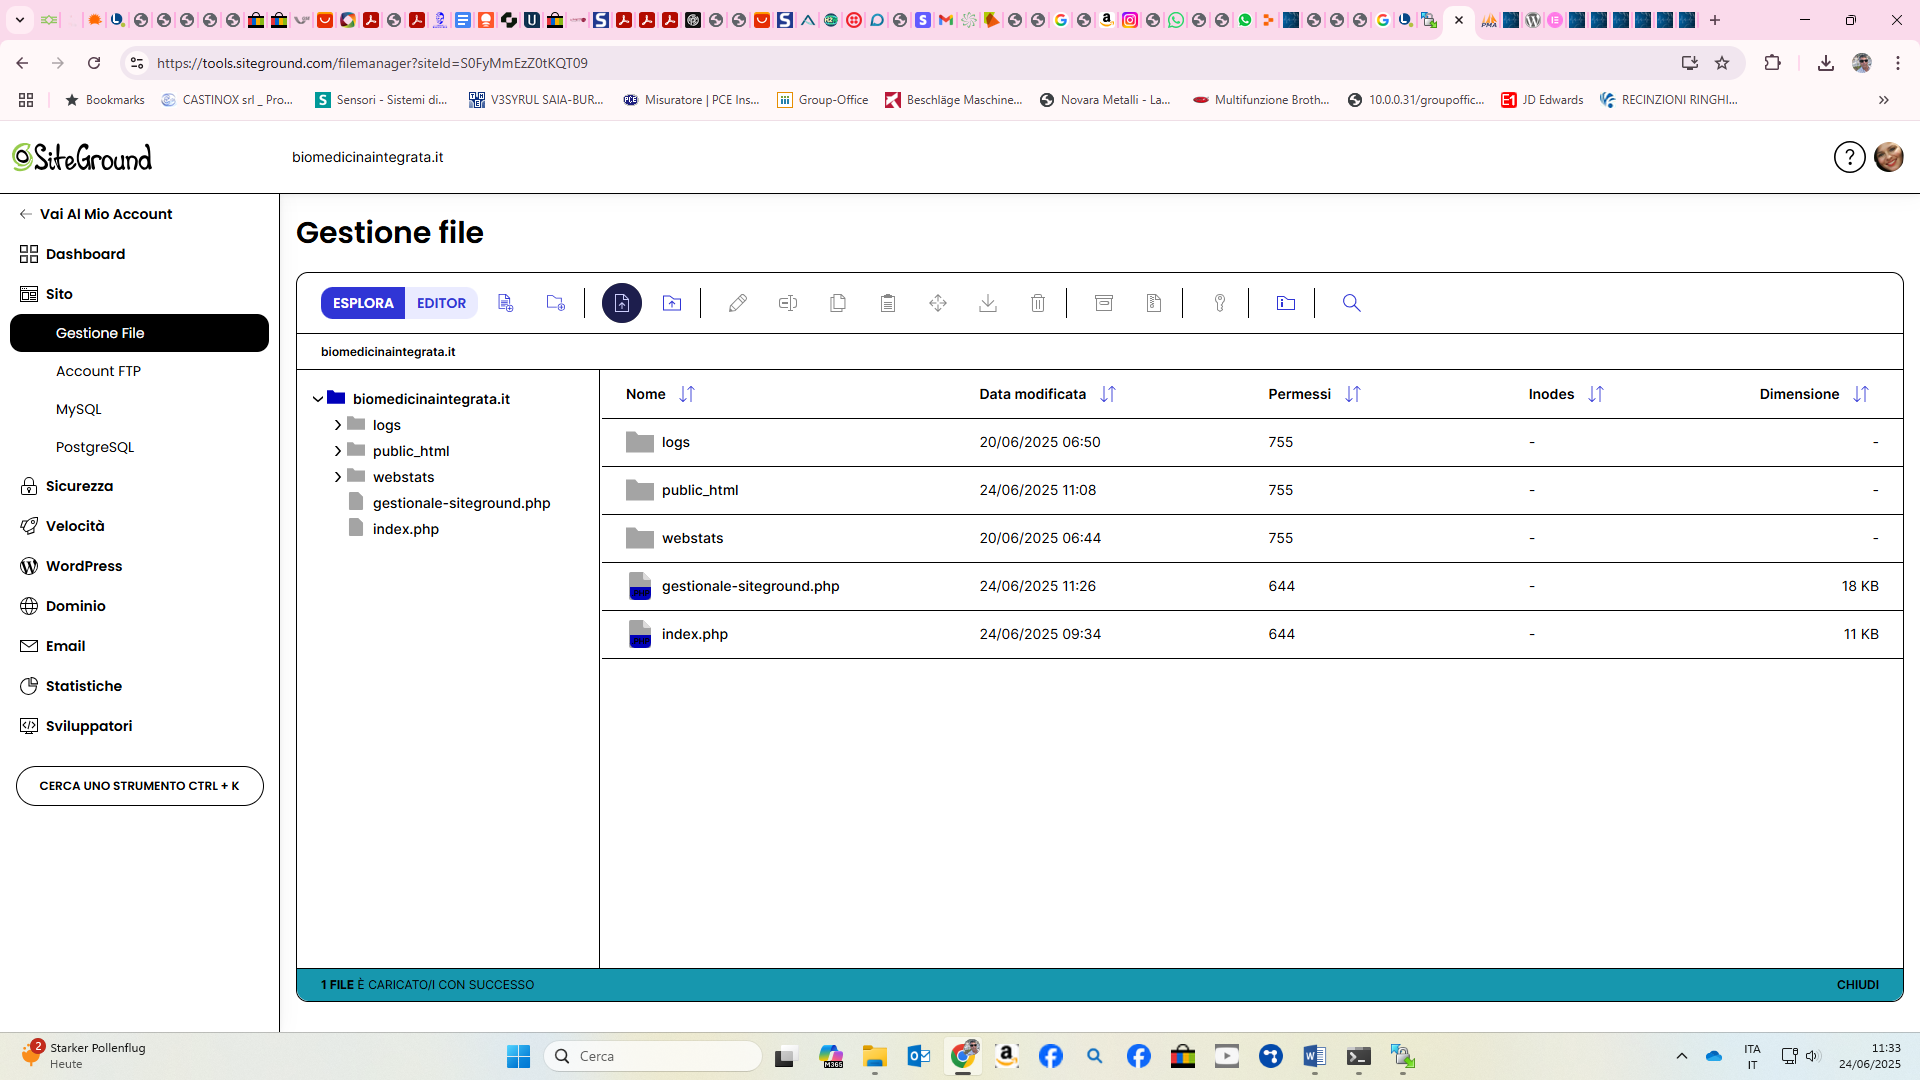 https://tools.siteground.com/filemanager?siteId=S0FyMmEzZ0tKQT09
Bookmarks
CASTINOX srl _ Pro...
Sensori - Sistemi di...
V3SYRUL SAIA-BUR...
Misuratore | PCE Ins...
Group-Office
Beschläge Maschine...
Novara Metalli - La...
Multifunzione Broth...
10.0.0.31/groupoffic...
JD Edwards
RECINZIONI RINGHI...
SiteGround
biomedicinaintegrata.it
Vai Al Mio Account
Dashboard
Sito
Gestione File
Account FTP
MySQL
PostgreSQL
Sicurezza
Velocità
WordPress
Dominio
Email
Statistiche
Sviluppatori
CERCA UNO STRUMENTO CTRL + K
Gestione file
ESPLORA EDITOR
biomedicinaintegrata.it
biomedicinaintegrata.it
logs
public_html
webstats
gestionale-siteground.php
index.php
Nome Data modificata Permessi Inodes Dimensione
logs 20/06/2025 06:50 755 - -
public_html 24/06/2025 11:08 755 - -
webstats 20/06/2025 06:44 755 - -
gestionale-siteground.php 24/06/2025 11:26 644 - 18 KB
index.php 24/06/2025 09:34 644 - 11 KB
1 FILE È CARICATO/I CON SUCCESSO
CHIUDI
2
Starker Pollenflug
Heute
Cerca
ITA
IT
11:33
24/06/2025